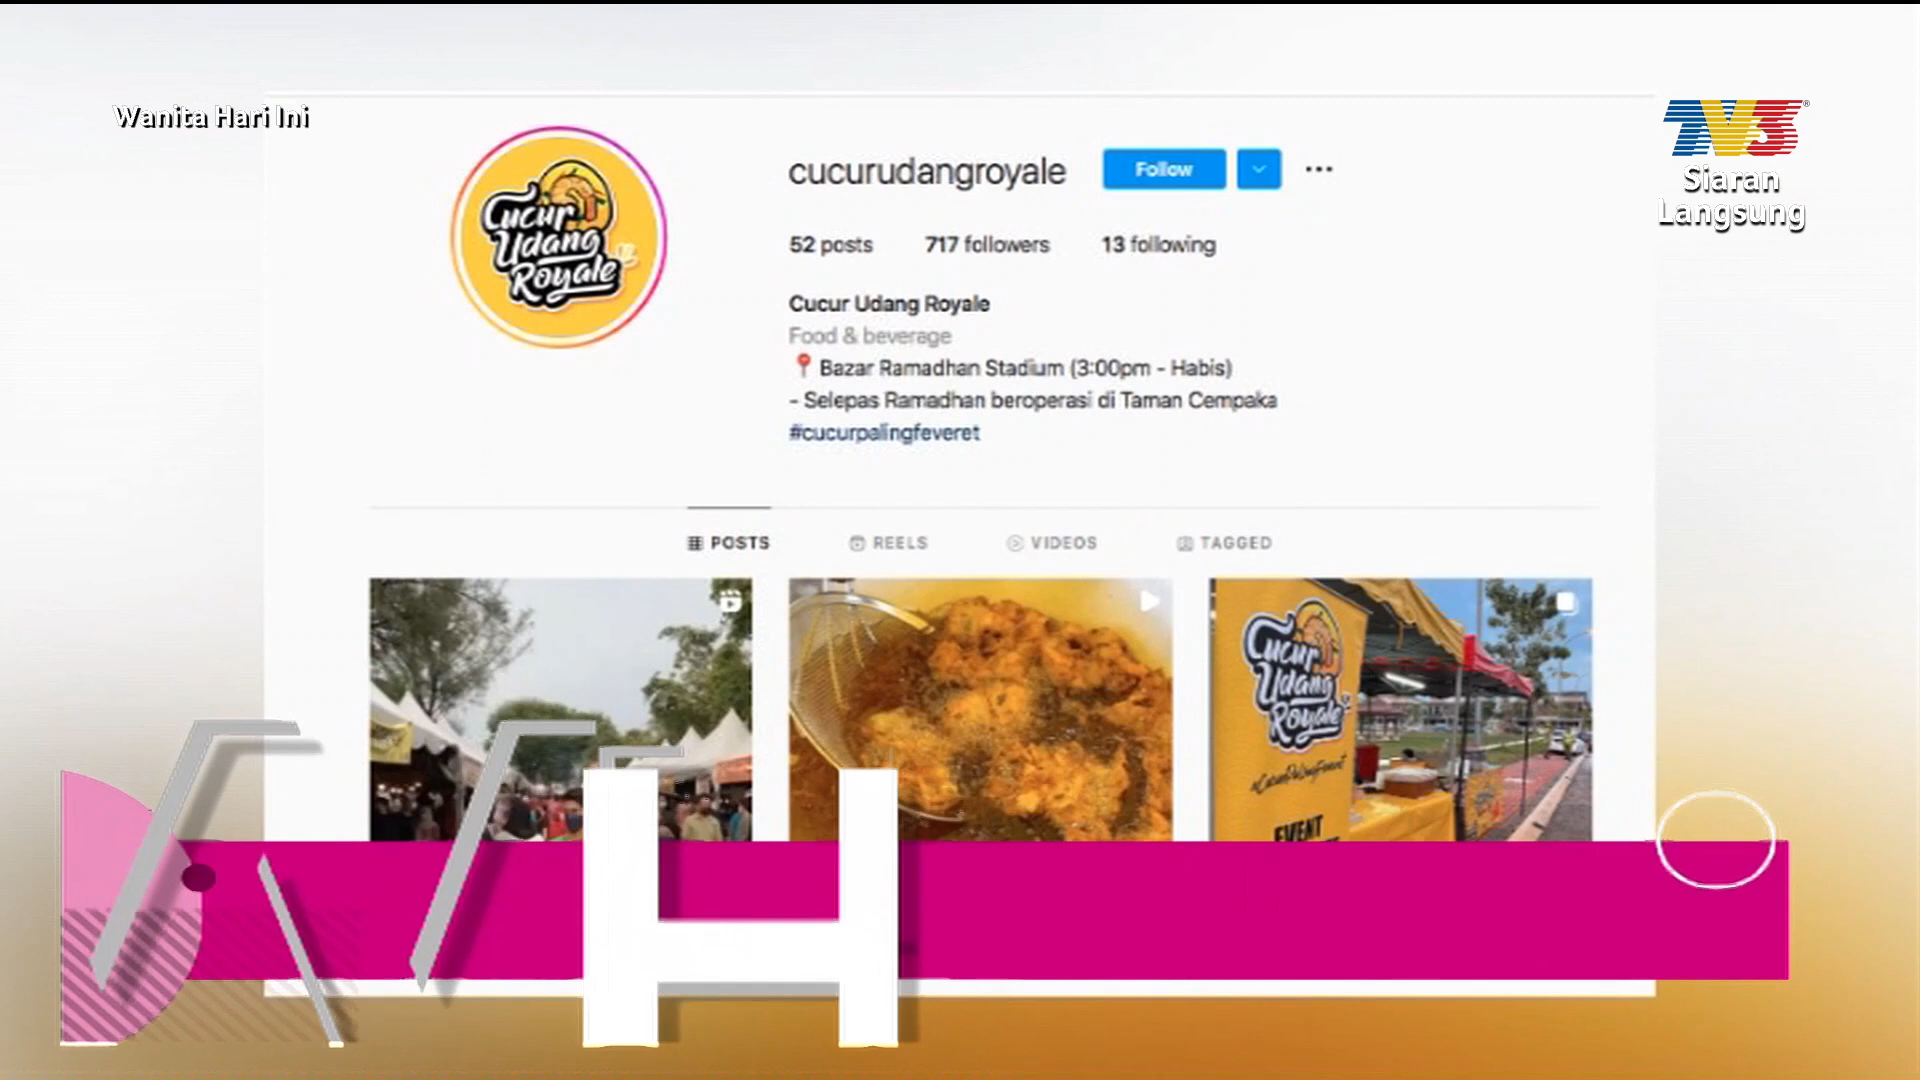 Wanita Hari Ini
TV3
Siaran
Langsung
Cucur
Udang
Royale
cucurudangroyale
Follow
52 posts 717 followers 13 following
Cucur Udang Royale
Food & beverage
Bazar Ramadhan Stadium (3:00pm - Habis)
- Selepas Ramadhan beroperasi di Taman Cempaka
#cucurpalingfeveret
POSTS REELS VIDEOS TAGGED
Cucur
Udang
Royale
EVENT
H